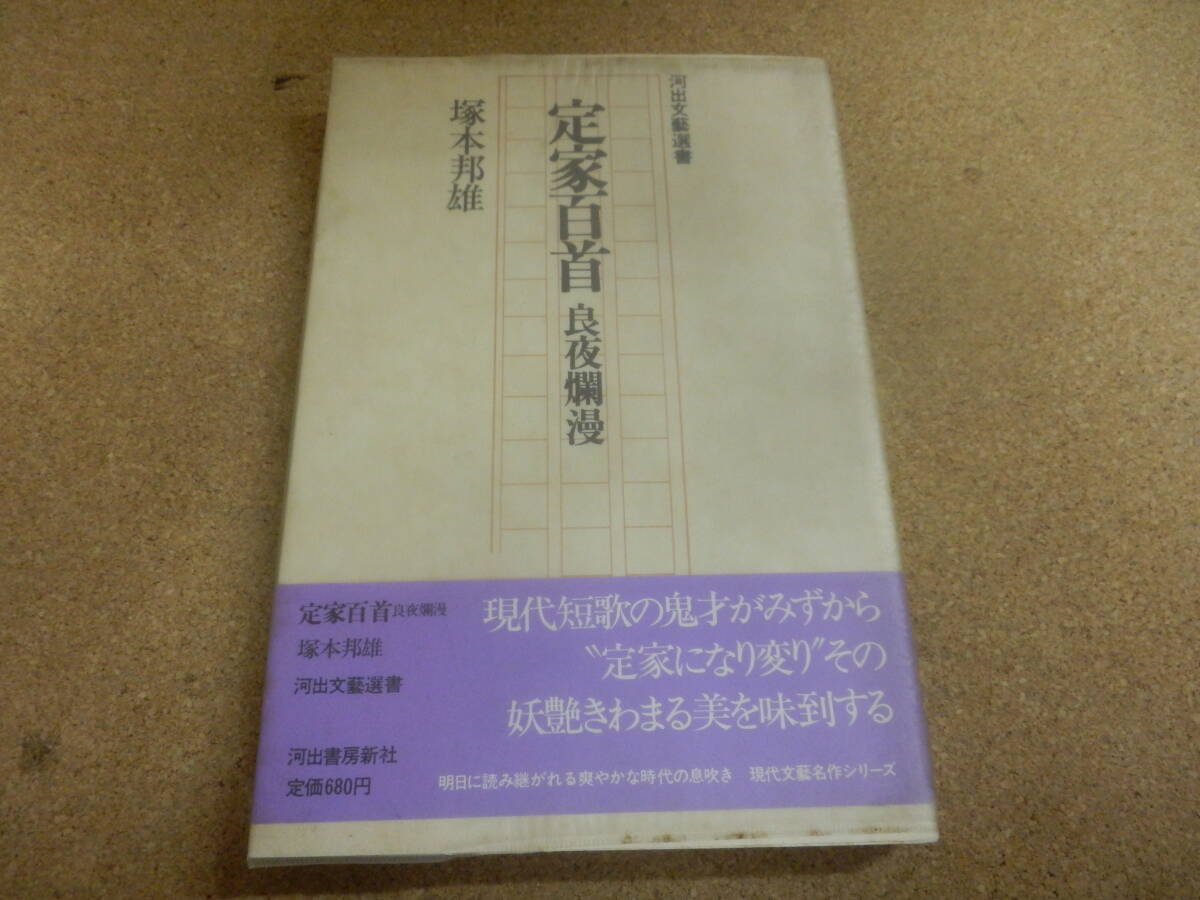 河出文藝選書
定家百首 良夜爛漫
塚本邦雄
現代短歌の鬼才がみずから
〝定家になり変り〟その
妖艶きわまる美を味到する
明日に読み継がれる爽やかな時代の息吹き 現代文藝名作シリーズ
定家百首 良夜爛漫
塚本邦雄
河出文藝選書
河出書房新社
定価680円